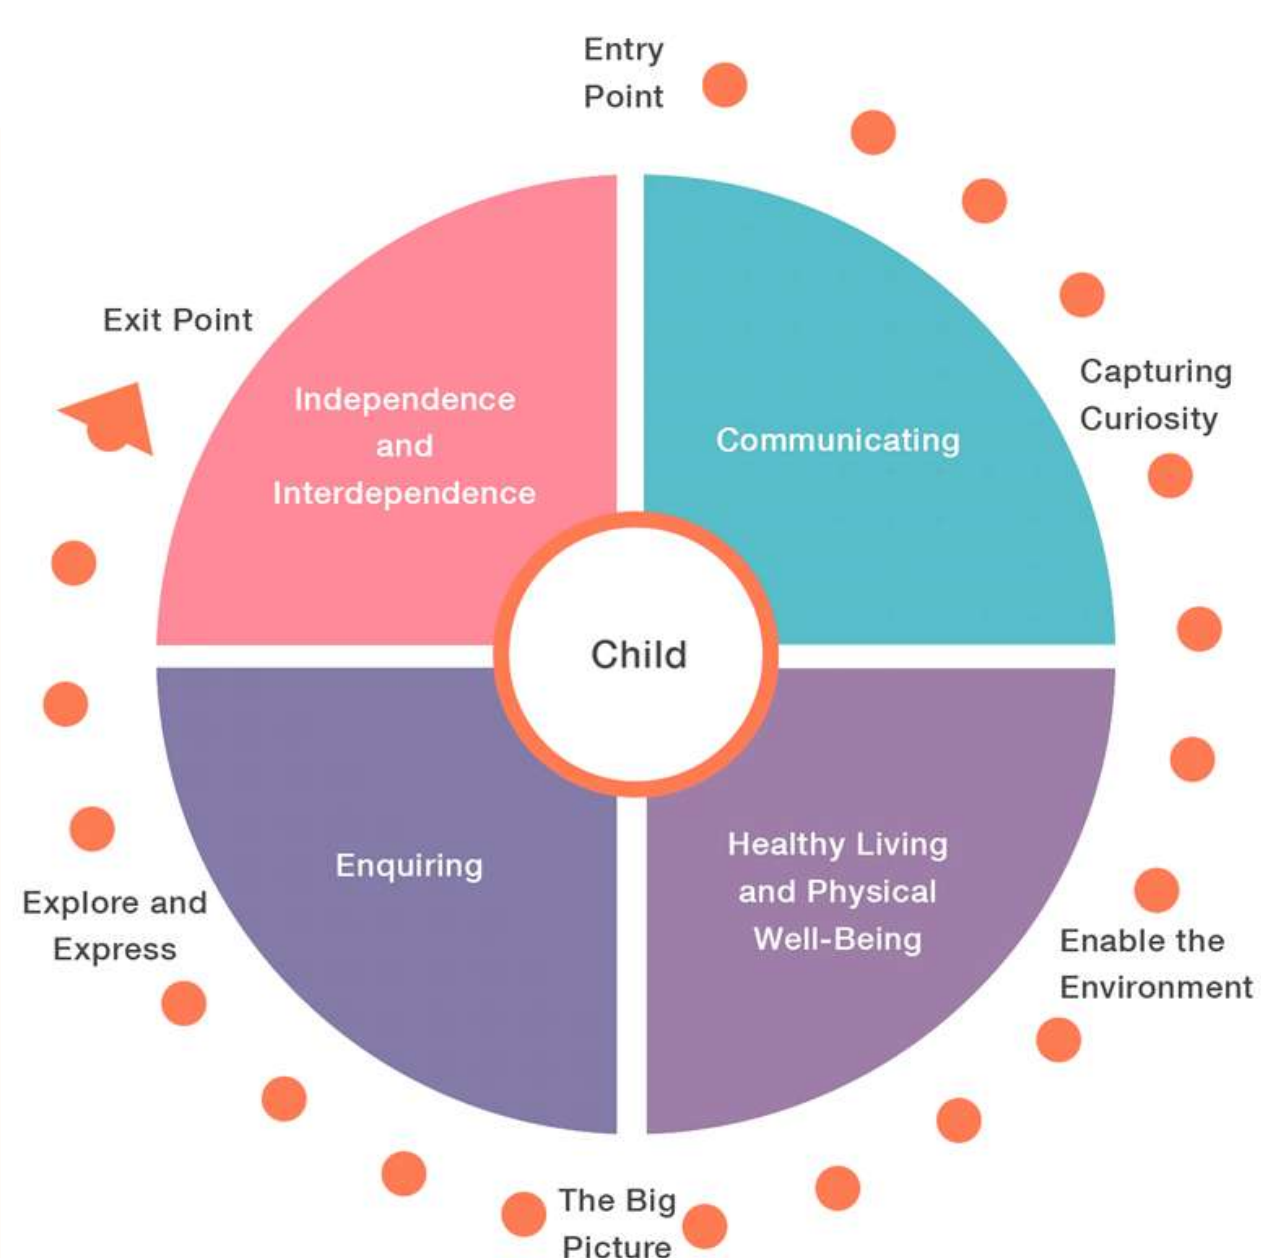 Entry
Point
Exit Point
Capturing
Curiosity
Independence
and
Interdependence
Communicating
Child
Enquiring
Healthy Living
and Physical
Well-Being
Explore and
Express
Enable the
Environment
The Big
Picture